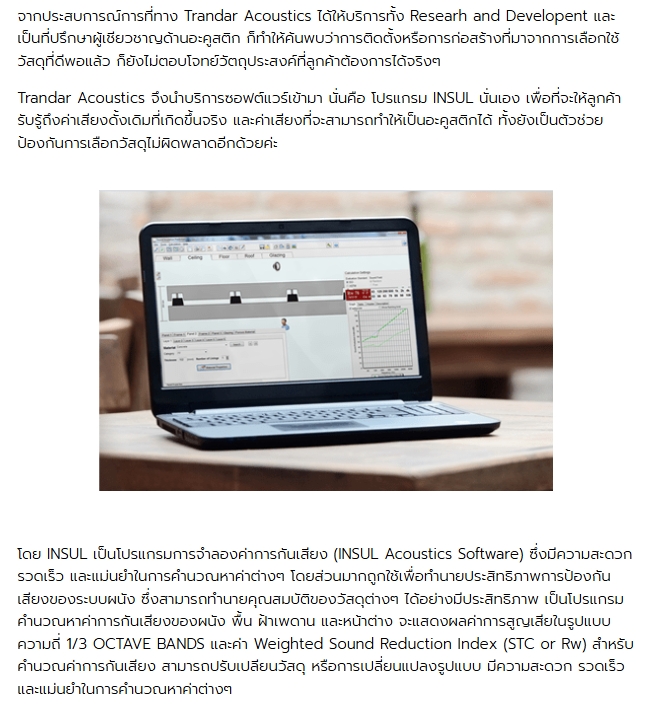 จากประสบการณ์การที่ทาง Trandar Acoustics ได้ให้บริการทั้ง Researh and Developent และ
เป็นที่ปรึกษาผู้เชียวชาญด้านอะคูสติก ก็ทำให้ค้นพบว่าการติดตั้งหรือการก่อสร้างที่มาจากการเลือกใช้
วัสดุที่ดีพอแล้ว ก็ยังไม่ตอบโจทย์วัตถุประสงค์ที่ลูกค้าต้องการได้จริงๆ
Trandar Acoustics จึงนำบริการซอฟต์แวร์เข้ามา นั่นคือ โปรแกรม INSUL นั่นเอง เพื่อที่จะให้ลูกค้า
รับรู้ถึงค่าเสียงดั้งเดิมที่เกิดขึ้นจริง และค่าเสียงที่จะสามารถทำให้เป็นอะคูสติกได้ ทั้งยังเป็นตัวช่วย
ป้องกันการเลือกวัสดุไม่ผิดพลาดอีกด้วยค่ะ
Wall Ceiling Floor Roof Glazing
โดย INSUL เป็นโปรแกรมการจำลองค่าการกันเสียง (INSUL Acoustics Software) ซึ่งมีความสะดวก
รวดเร็ว และแม่นยำในการคำนวณหาค่าต่างๆ โดยส่วนมากถูกใช้เพื่อทำนายประสิทธิภาพการป้องกัน
เสียงของระบบผนัง ซึ่งสามารถทำนายคุณสมบัติของวัสดุต่างๆ ได้อย่างมีประสิทธิภาพ เป็นโปรแกรม
คำนวณค่าการกันเสียงของผนัง พื้น ฝ้าเพดาน และหน้าต่าง จะแสดงผลค่าการสูญเสียในรูปแบบ
ความถี่ 1/3 OCTAVE BANDS และค่า Weighted Sound Reduction Index (STC or Rw) สำหรับ
คำนวณค่าการกันเสียง สามารถปรับเปลี่ยนวัสดุ หรือการเปลี่ยนแปลงรูปแบบ มีความสะดวก รวดเร็ว
และแม่นยำในการคำนวณหาค่าต่างๆ